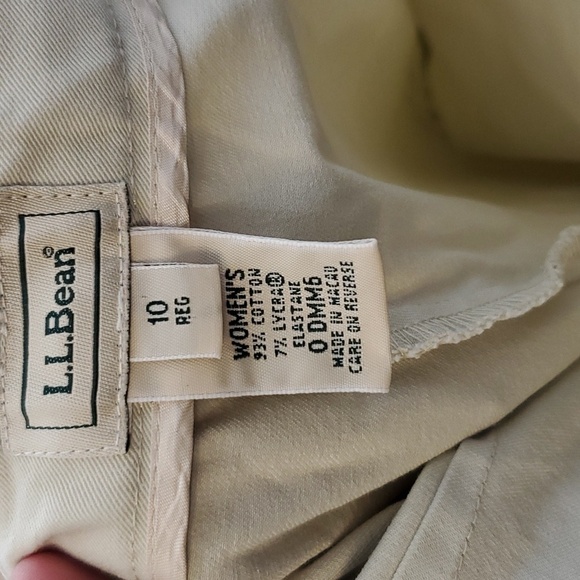 L.L.Bean®
10
REG
WOMEN'S
93% COTTON
7% LYCRA®
ELASTANE
0 DMM6
MADE IN MACAU
CARE ON REVERSE